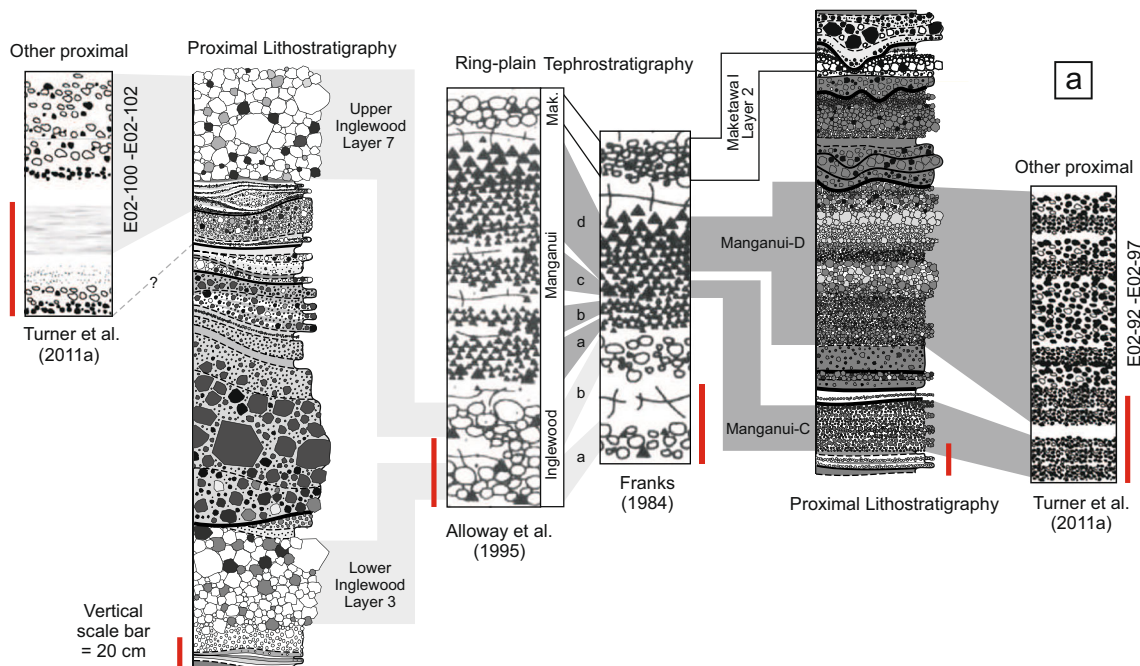 Other proximal
E02-100 -E02-102
Turner et al.
(2011a)
?
Proximal Lithostratigraphy
Upper
Inglewood
Layer 7
Lower
Inglewood
Layer 3
Vertical
scale bar
= 20 cm
Ring-plain Tephrostratigraphy
Mak.
Manganui
Inglewood
d
c
b
a
b
a
Alloway et al.
(1995)
Franks
(1984)
Maketawa I
Layer 2
Manganui-D
Manganui-C
Proximal Lithostratigraphy
a
Other proximal
E02-92 -E02-97
Turner et al.
(2011a)